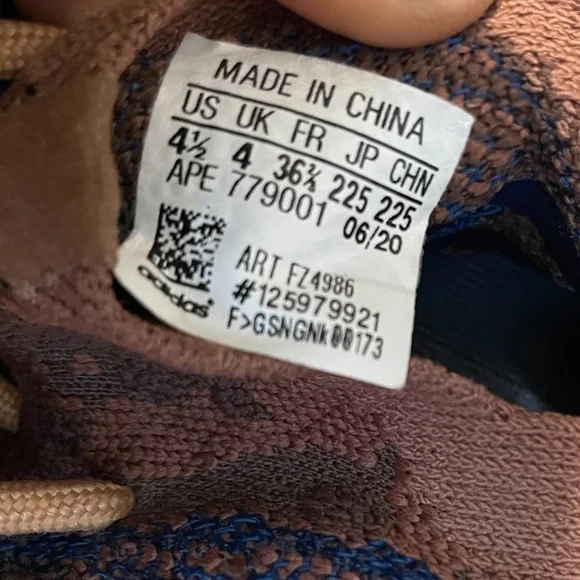 MADE IN CHINA
US UK FR JP CHN
4½ 4 36⅔ 225 225
APE 779001 06/20
ART FZ4986
#125979921
F>GSNGNk00173
adidas®